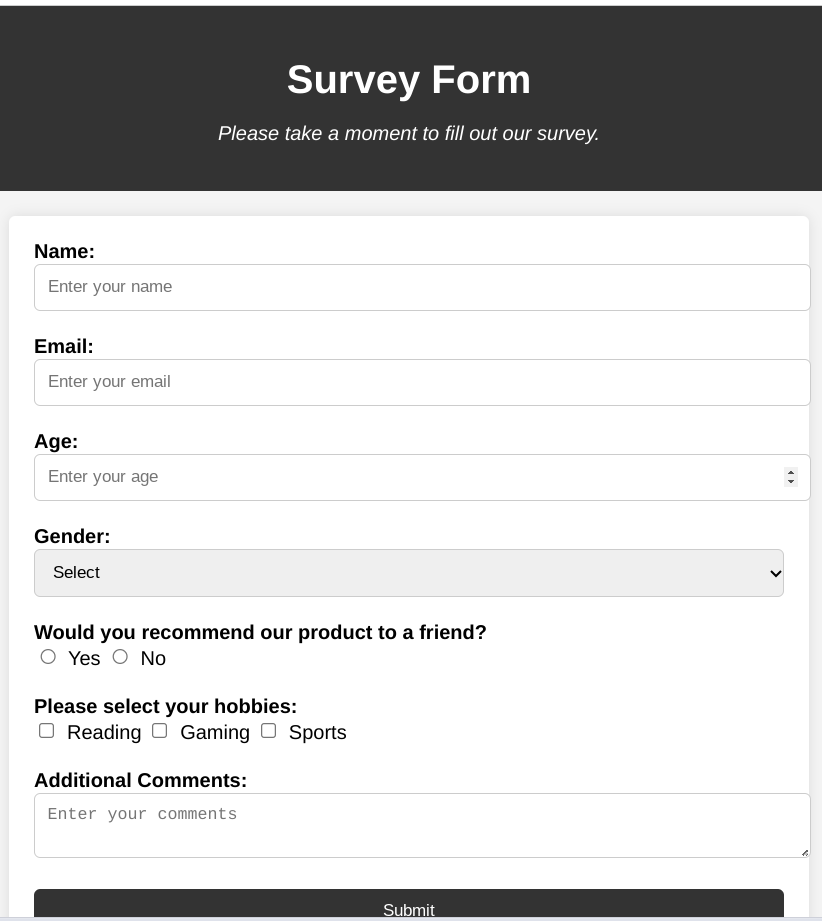 Survey Form
Please take a moment to fill out our survey.
Name:
Enter your name
Email:
Enter your email
Age:
Enter your age
Gender:
Select
Would you recommend our product to a friend?
Yes No
Please select your hobbies:
Reading Gaming Sports
Additional Comments:
Enter your comments
Submit